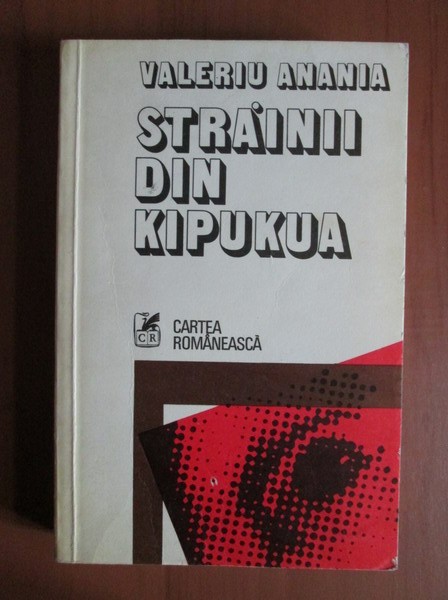 VALERIU ANANIA
STRĂINII
DIN
KIPUKUA
CR
CARTEA
ROMÂNEASCĂ